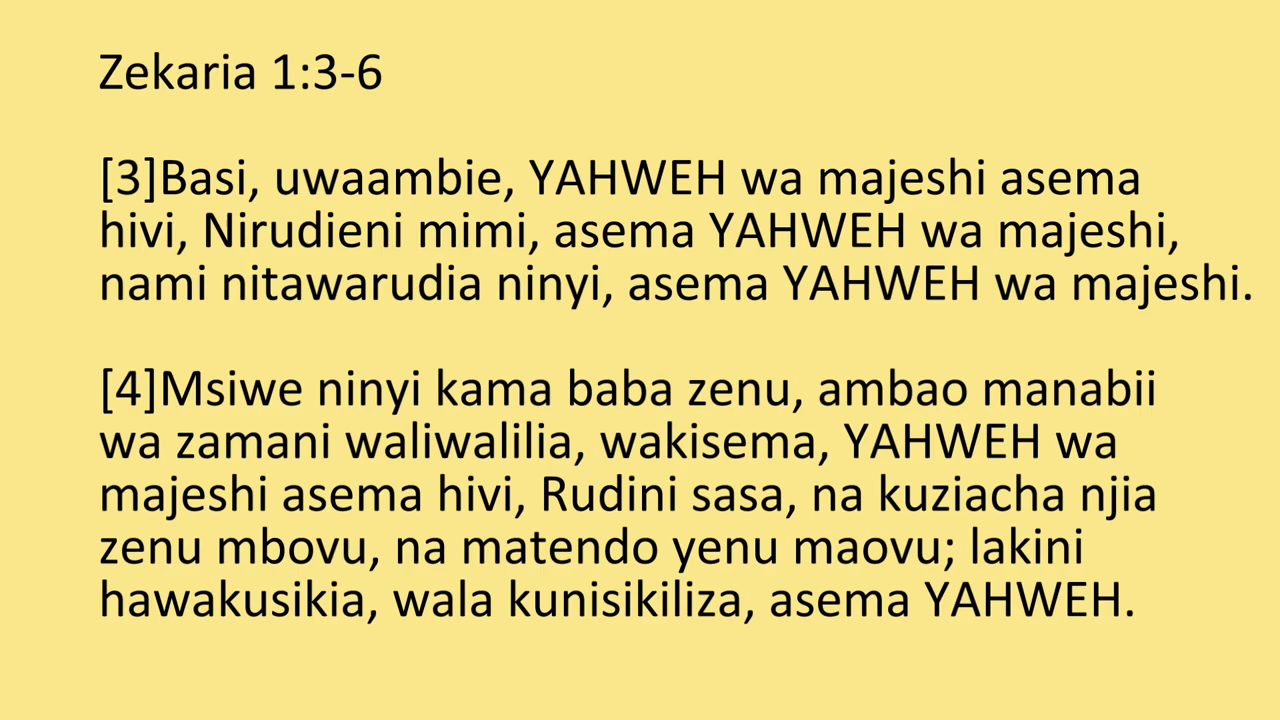 Zekaria 1:3-6
[3]Basi, uwaambie, YAHWEH wa majeshi asema
hivi, Nirudieni mimi, asema YAHWEH wa majeshi,
nami nitawarudia ninyi, asema YAHWEH wa majeshi.
[4]Msiwe ninyi kama baba zenu, ambao manabii
wa zamani waliwalilia, wakisema, YAHWEH wa
majeshi asema hivi, Rudini sasa, na kuziacha njia
zenu mbovu, na matendo yenu maovu; lakini
hawakusikia, wala kunisikiliza, asema YAHWEH.